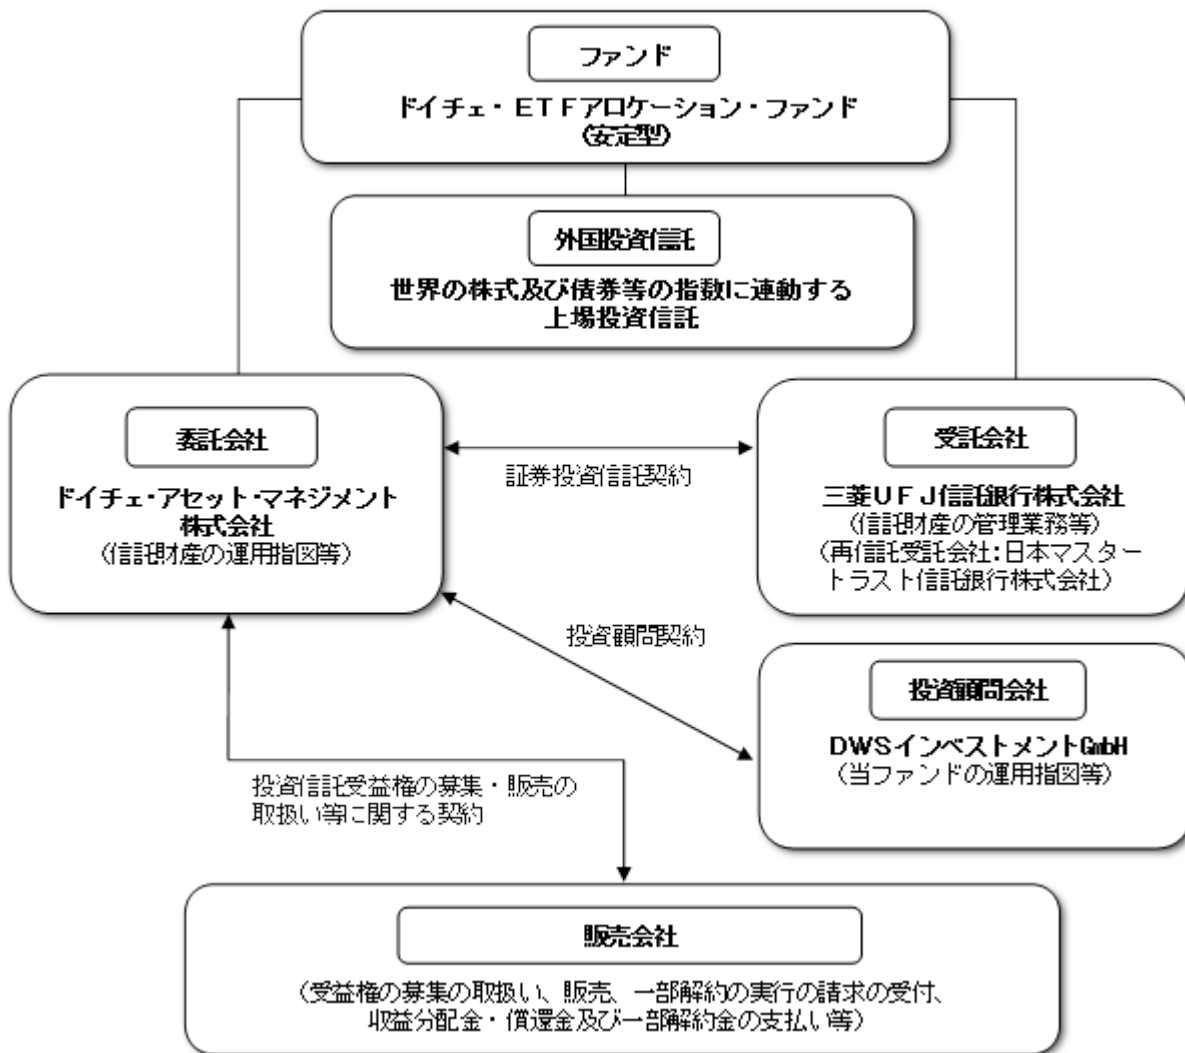 ファンド
ドイチェ・ＥＴＦアロケーション・ファンド
（安定型）
外国投資信託
世界の株式及び債券等の指数に連動する
上場投資信託
委託会社
ドイチェ・アセット・マネジメント
株式会社
（信託財産の運用指図等）
証券投資信託契約
受託会社
三菱ＵＦＪ信託銀行株式会社
（信託財産の管理業務等）
（再信託受託会社：日本マスター
トラスト信託銀行株式会社）
投資顧問契約
投資顧問会社
ＤＷＳインベストメントGmbH
（当ファンドの運用指図等）
投資信託受益権の募集・販売の
取扱い等に関する契約
販売会社
（受益権の募集の取扱い、販売、一部解約の実行の請求の受付、
収益分配金・償還金及び一部解約金の支払い等）